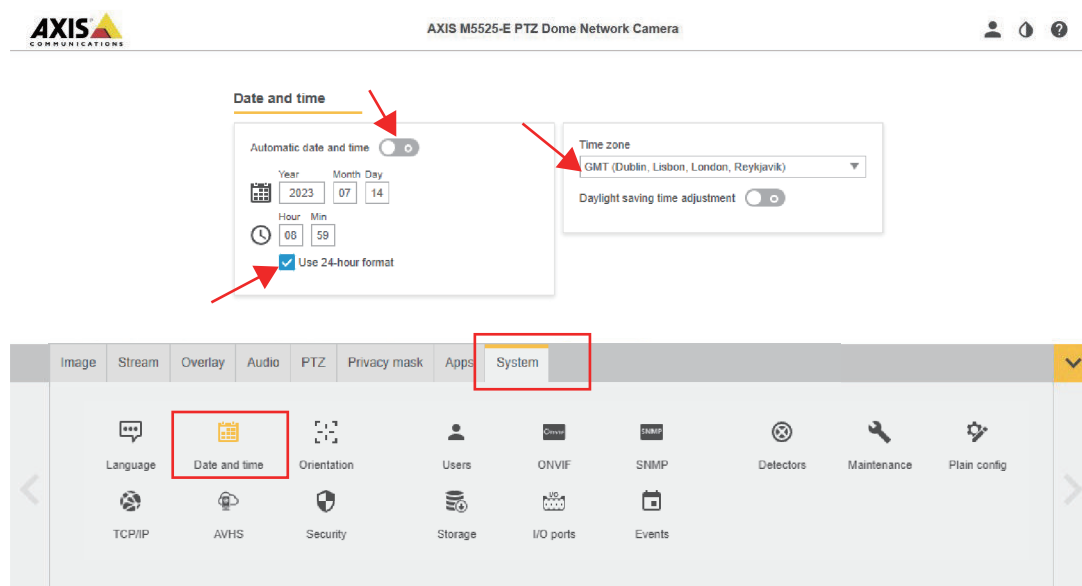 AXIS
COMMUNICATIONS
AXIS M5525-E PTZ Dome Network Camera
Date and time
Automatic date and time
Year Month Day
2023 07 14
Hour Min
08 59
Use 24-hour format
Time zone
GMT (Dublin, Lisbon, London, Reykjavik)
Daylight saving time adjustment
Image Stream Overlay Audio PTZ Privacy mask Apps System
Onvif SNMP
Language Date and time Orientation Users ONVIF SNMP Detectors Maintenance Plain config
I/O
TCP/IP AVHS Security Storage I/O ports Events